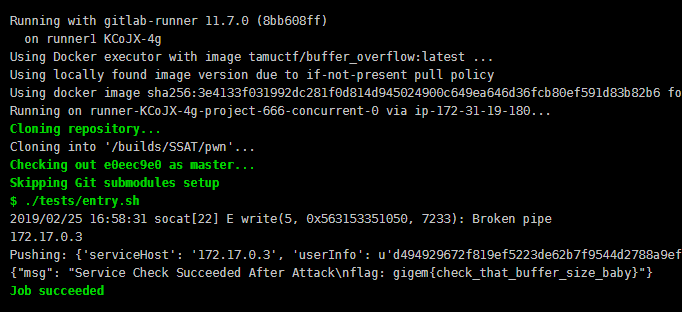 Running with gitlab-runner 11.7.0 (8bb608ff)
on runner1 KCoJX-4g
Using Docker executor with image tamuctf/buffer_overflow:latest ...
Using locally found image version due to if-not-present pull policy
Using docker image sha256:3e4133f031992dc281f0d814d945024900c649ea646d36fcb80ef591d83b82b6 fo
Running on runner-KCoJX-4g-project-666-concurrent-0 via ip-172-31-19-180...
Cloning repository...
Cloning into '/builds/SSAT/pwn'...
Checking out e0eec9e0 as master...
Skipping Git submodules setup
$ ./tests/entry.sh
2019/02/25 16:58:31 socat[22] E write(5, 0x563153351050, 7233): Broken pipe
172.17.0.3
Pushing: {'serviceHost': '172.17.0.3', 'userInfo': u'd494929672f819ef5223de62b7f9544d2788a9ef
{"msg": "Service Check Succeeded After Attack\nflag: gigem{check_that_buffer_size_baby}"}
Job succeeded